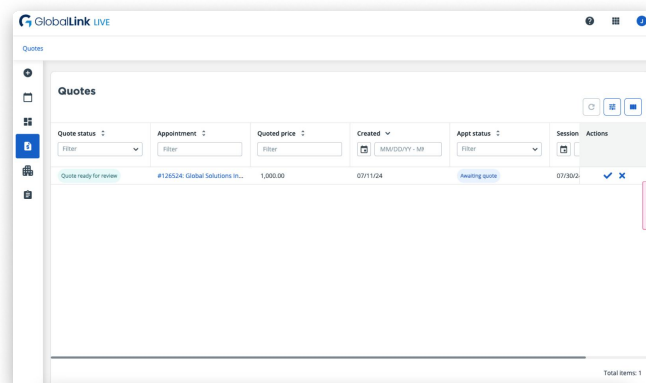 GlobalLink LIVE
J
Quotes
Quotes
Quote status Appointment Quoted price Created Appt status Session Actions
Filter Filter Filter MM/DD/YY - M Filter
Quote ready for review #126524: Global Solutions In... 1,000.00 07/11/24 Awaiting quote 07/30/2
Total items: 1